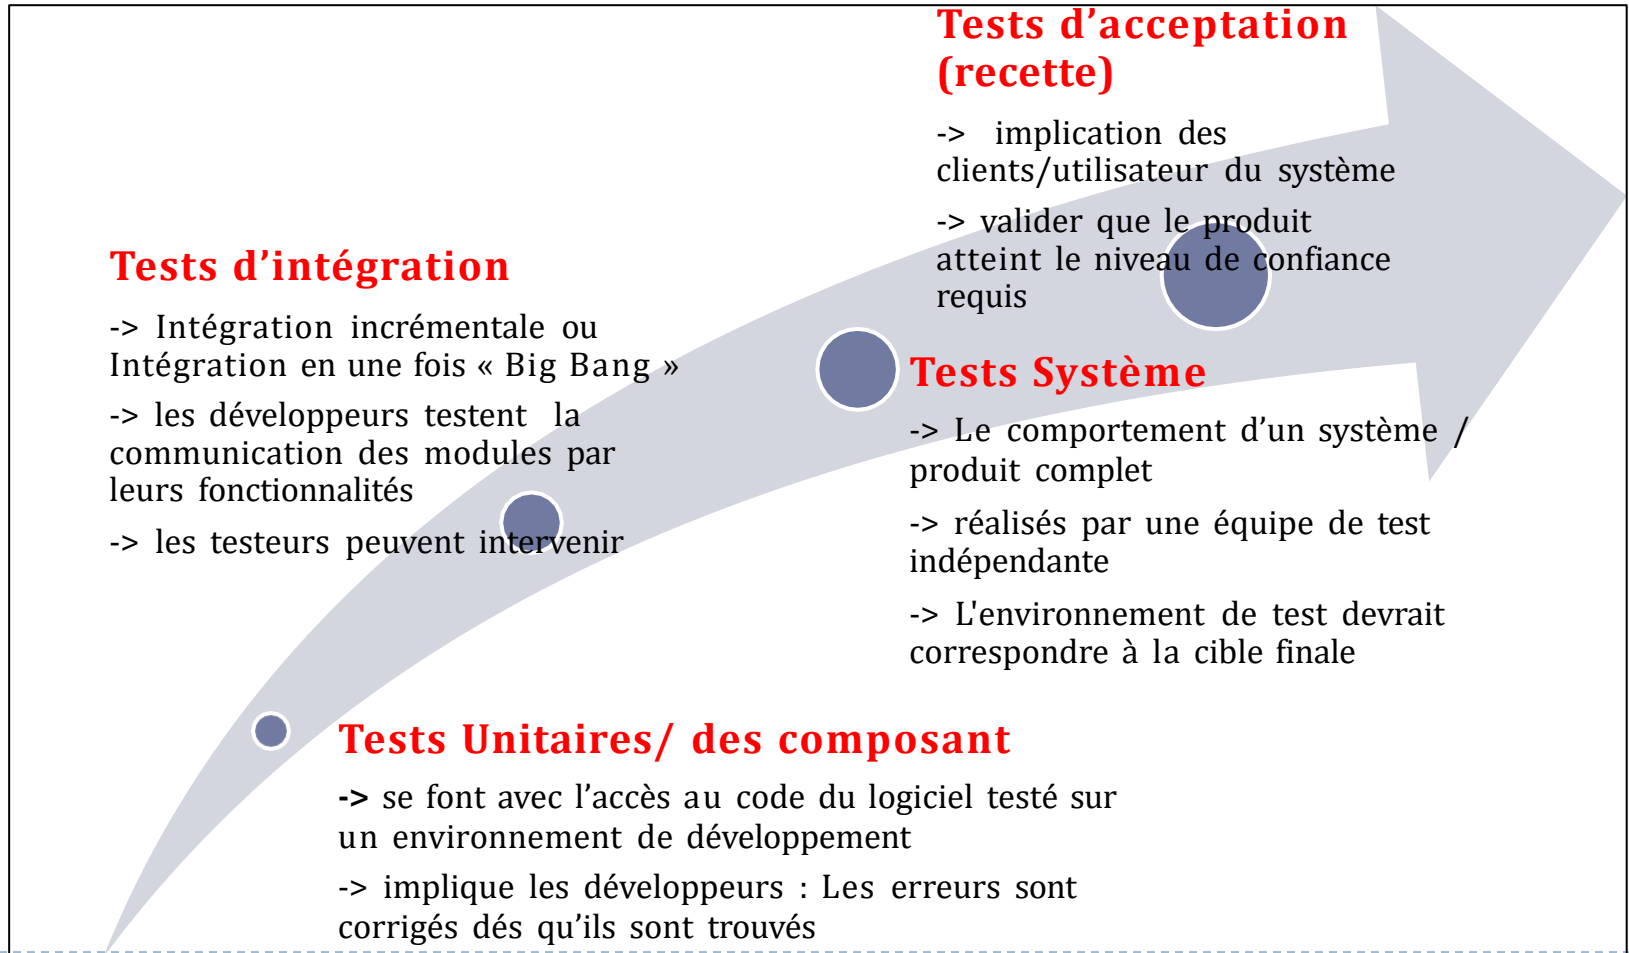 Tests d’acceptation
(recette)
-> implication des
clients/utilisateur du système
-> valider que le produit
atteint le niveau de confiance
requis
Tests d’intégration
-> Intégration incrémentale ou
Intégration en une fois « Big Bang »
-> les développeurs testent la
communication des modules par
leurs fonctionnalités
-> les testeurs peuvent intervenir
Tests Système
-> Le comportement d’un système /
produit complet
-> réalisés par une équipe de test
indépendante
-> L'environnement de test devrait
correspondre à la cible finale
Tests Unitaires/ des composant
-> se font avec l’accès au code du logiciel testé sur
un environnement de développement
-> implique les développeurs : Les erreurs sont
corrigés dés qu’ils sont trouvés